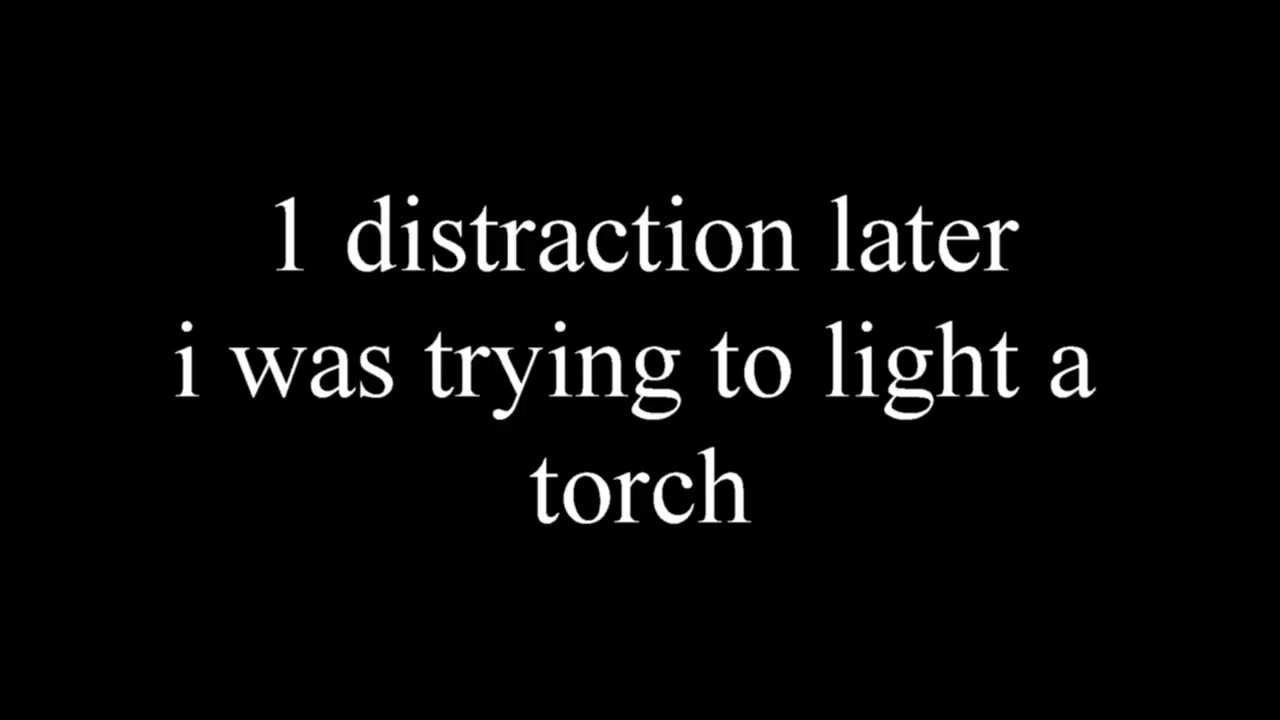 1 distraction later
i was trying to light a
torch